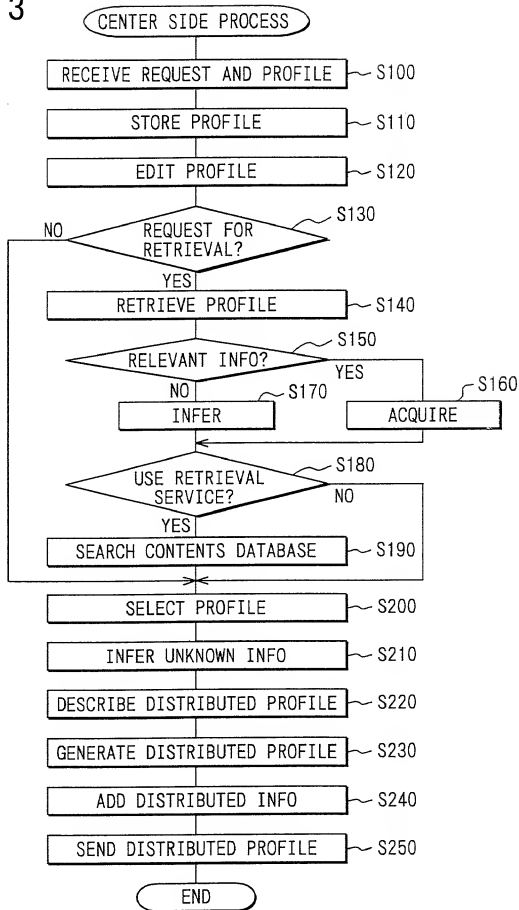 3
CENTER SIDE PROCESS
RECEIVE REQUEST AND PROFILE
S100
STORE PROFILE
S110
EDIT PROFILE
S120
S130
NO
REQUEST FOR
RETRIEVAL?
YES
RETRIEVE PROFILE
S140
S150
RELEVANT INFO?
YES
NO
S170
S160
INFER
ACQUIRE
S180
USE RETRIEVAL
SERVICE?
NO
YES
SEARCH CONTENTS DATABASE
S190
SELECT PROFILE
S200
INFER UNKNOWN INFO
S210
DESCRIBE DISTRIBUTED PROFILE
S220
GENERATE DISTRIBUTED PROFILE
S230
ADD DISTRIBUTED INFO
S240
SEND DISTRIBUTED PROFILE
S250
END